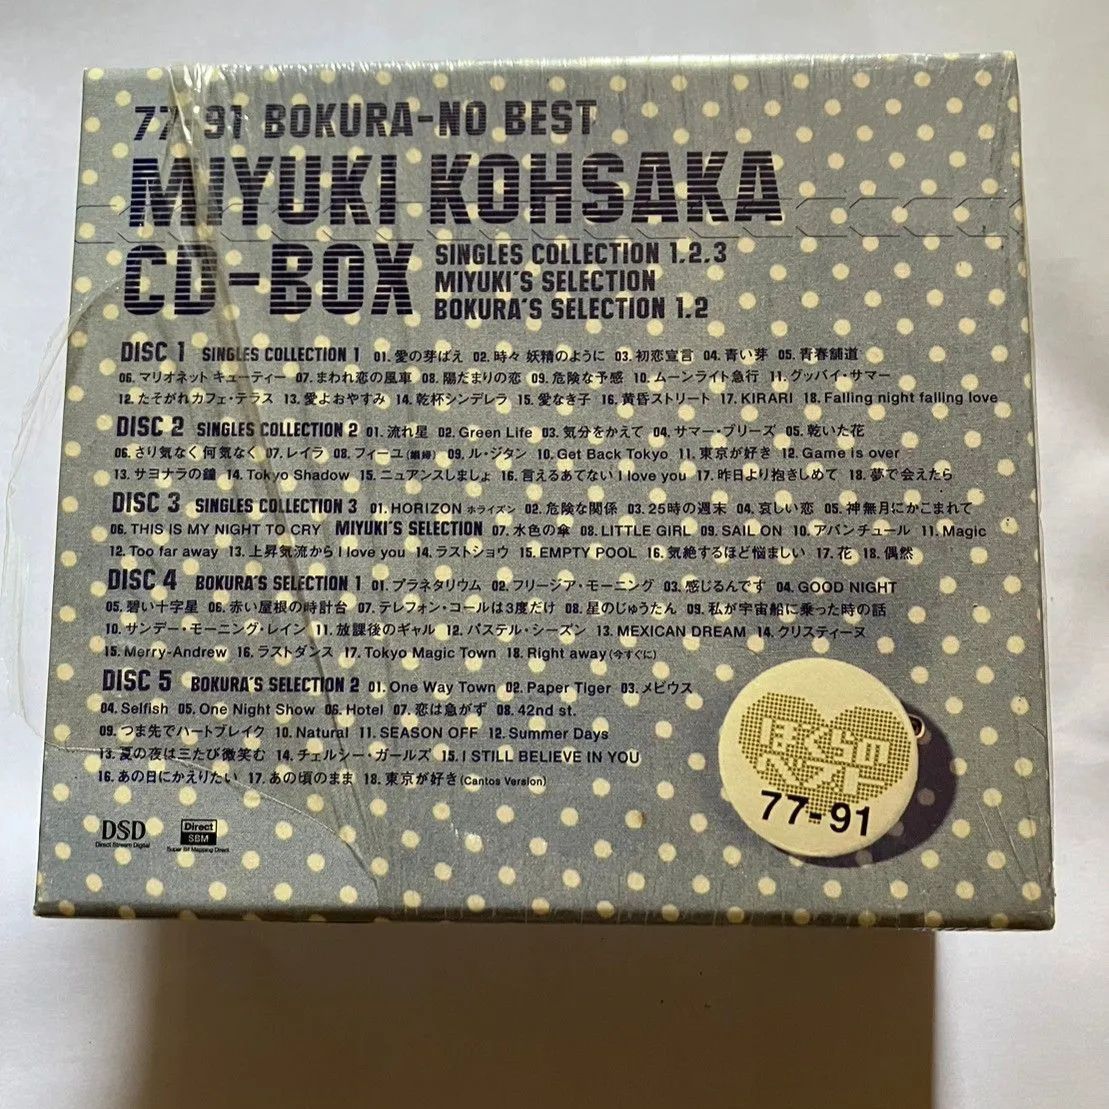 77-91 BOKURA-NO BEST
MIYUKI KOHSAKA
CD-BOX
SINGLES COLLECTION 1.2.3
MIYUKI'S SELECTION
BOKURA'S SELECTION 1.2
DISC 1 SINGLES COLLECTION 1 01. 愛の芽ばえ 02. 時々 妖精のように 03. 初恋宣言 04. 青い芽 05. 青春舗道
06. マリオネット キューティー 07. まわれ恋の風車 08. 陽だまりの恋 09. 危険な予感 10. ムーンライト急行 11. グッバイ・サマー
12. たそがれカフェ・テラス 13. 愛よおやすみ 14. 乾杯シンデレラ 15. 愛なき子 16. 黄昏ストリート 17. KIRARI 18. Falling night falling love
DISC 2 SINGLES COLLECTION 2 01. 流れ星 02. Green Life 03. 気分をかえて 04. サマー・ブリーズ 05. 乾いた花
06. さり気なく 何気なく 07. レイラ 08. フィーユ(娼婦) 09. ル・ジタン 10. Get Back Tokyo 11. 東京が好き 12. Game is over
13. サヨナラの鐘 14. Tokyo Shadow 15. ニュアンスしましょ 16. 言えるあてない I love you 17. 昨日より抱きしめて 18. 夢で会えたら
DISC 3 SINGLES COLLECTION 3 01. HORIZON ホライズン 02. 危険な関係 03. 25時の週末 04. 哀しい恋 05. 神無月にかこまれて
06. THIS IS MY NIGHT TO CRY MIYUKI'S SELECTION 07. 水色の傘 08. LITTLE GIRL 09. SAIL ON 10. アバンチュール 11. Magic
12. Too far away 13. 上昇気流から I love you 14. ラストショウ 15. EMPTY POOL 16. 気絶するほど悩ましい 17. 花 18. 偶然
DISC 4 BOKURA'S SELECTION 1 01. プラネタリウム 02. フリージア・モーニング 03. 感じるんです 04. GOOD NIGHT
05. 碧い十字星 06. 赤い屋根の時計台 07. テレフォン・コールは3度だけ 08. 星のじゅうたん 09. 私が宇宙船に乗った時の話
10. サンデー・モーニング・レイン 11. 放課後のギャル 12. パステル・シーズン 13. MEXICAN DREAM 14. クリスティーヌ
15. Merry-Andrew 16. ラストダンス 17. Tokyo Magic Town 18. Right away(今すぐに)
DISC 5 BOKURA'S SELECTION 2 01. One Way Town 02. Paper Tiger 03. メビウス
04. Selfish 05. One Night Show 06. Hotel 07. 恋は急がず 08. 42nd st.
09. つま先でハートブレイク 10. Natural 11. SEASON OFF 12. Summer Days
13. 夏の夜は三たび微笑む 14. チェルシー・ガールズ 15. I STILL BELIEVE IN YOU
16. あの日にかえりたい 17. あの頃のまま 18. 東京が好き(Cantos Version)
ぼくらの
ベスト
77-91
DSD
Direct Stream Digital
Direct
SBM
Super Bit Mapping Direct